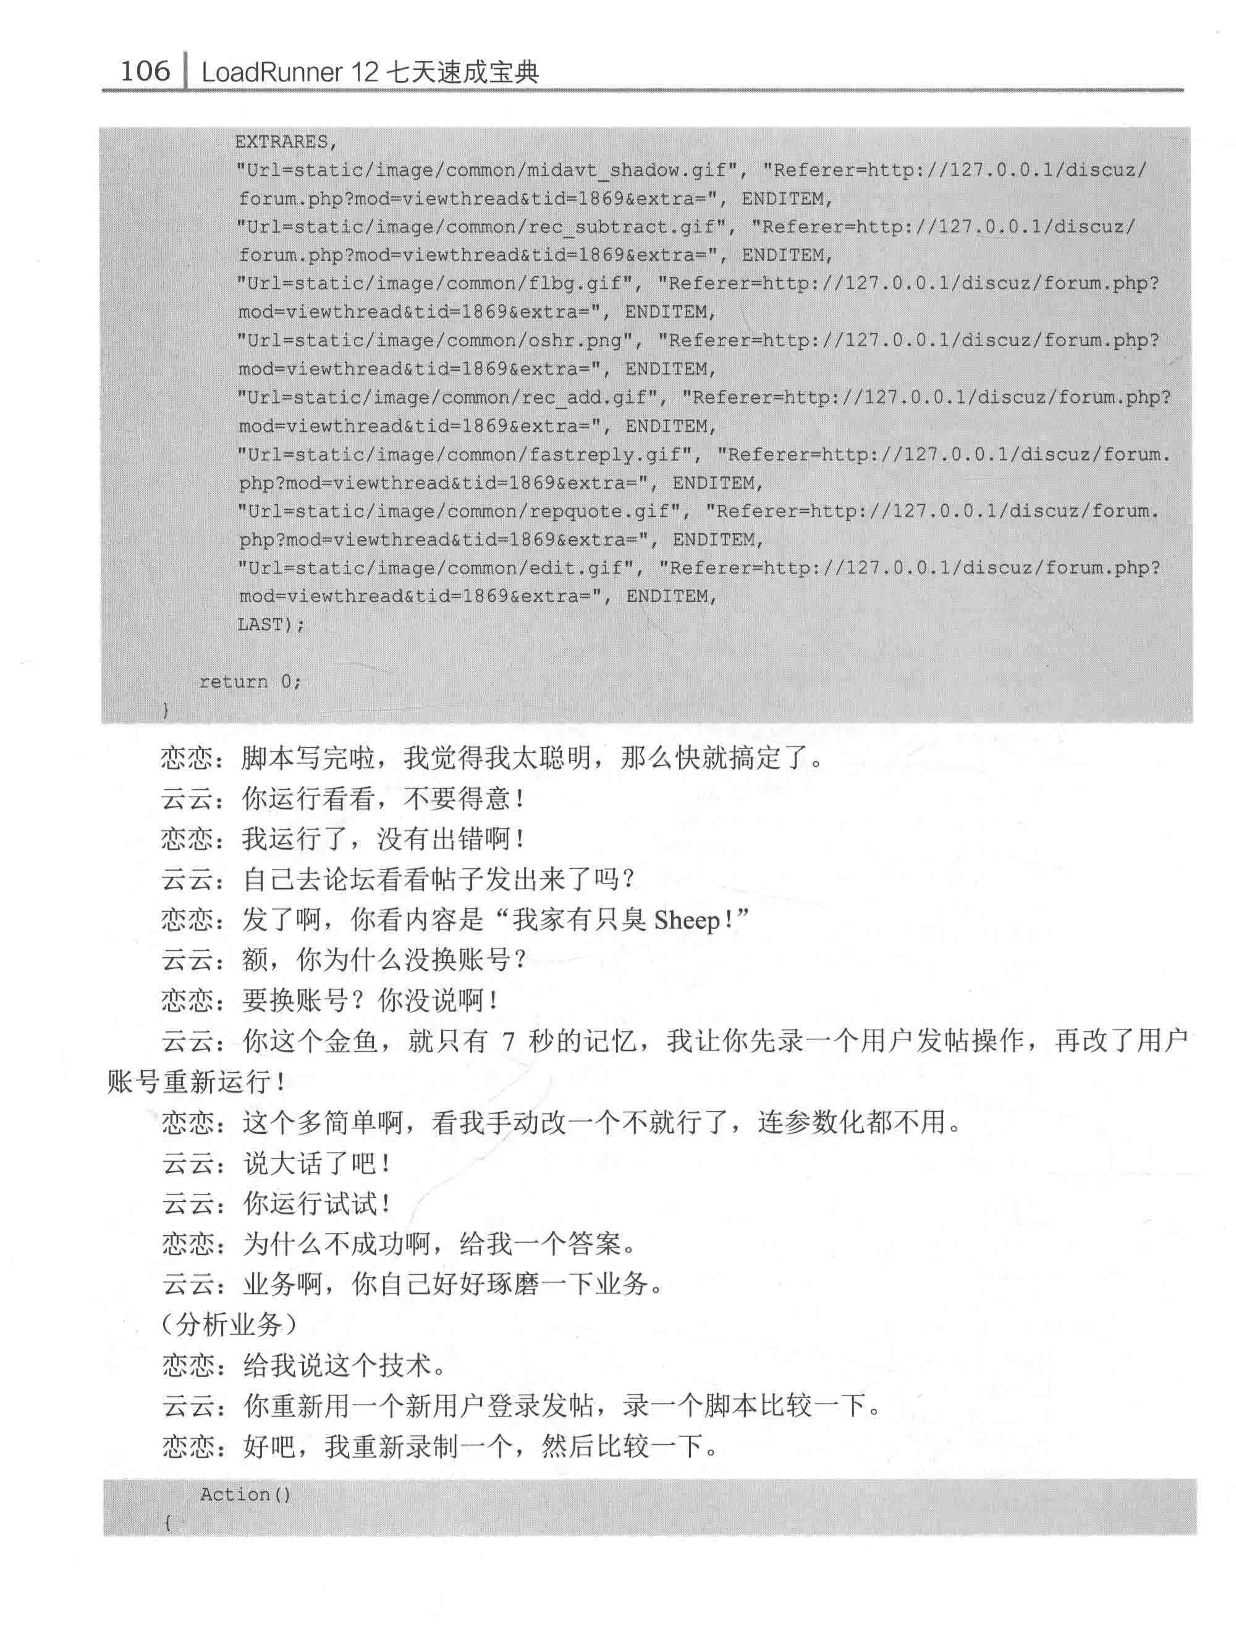 106 LoadRunner 12 七天速成宝典
EXTRARES,
"Url=static/image/common/midavt_shadow.gif", "Referer=http://127.0.0.1/discuz/
forum.php?mod=viewthread&tid=1869&extra=", ENDITEM,
"Url=static/image/common/rec_subtract.gif", "Referer=http://127.0.0.1/discuz/
forum.php?mod=viewthread&tid=1869&extra=", ENDITEM,
"Url=static/image/common/flbg.gif", "Referer=http://127.0.0.1/discuz/forum.php?
mod=viewthread&tid=1869&extra=", ENDITEM,
"Url=static/image/common/oshr.png", "Referer=http://127.0.0.1/discuz/forum.php?
mod=viewthread&tid=1869&extra=", ENDITEM,
"Url=static/image/common/rec_add.gif", "Referer=http://127.0.0.1/discuz/forum.php?
mod=viewthread&tid=1869&extra=", ENDITEM,
"Url=static/image/common/fastreply.gif", "Referer=http://127.0.0.1/discuz/forum.
php?mod=viewthread&tid=1869&extra=", ENDITEM,
"Url=static/image/common/repquote.gif", "Referer=http://127.0.0.1/discuz/forum.
php?mod=viewthread&tid=1869&extra=", ENDITEM,
"Url=static/image/common/edit.gif", "Referer=http://127.0.0.1/discuz/forum.php?
mod=viewthread&tid=1869&extra=", ENDITEM,
LAST);
return 0;
}
恋恋：脚本写完啦，我觉得我太聪明，那么快就搞定了。
云云：你运行看看，不要得意！
恋恋：我运行了，没有出错啊！
云云：自己去论坛看看帖子发出来了吗？
恋恋：发了啊，你看内容是“我家有只臭 Sheep！”
云云：额，你为什么没换账号？
恋恋：要换账号？你没说啊！
云云：你这个金鱼，就只有 7 秒的记忆，我让你先录一个用户发帖操作，再改了用户
账号重新运行！
恋恋：这个多简单啊，看我手动改一个不就行了，连参数化都不用。
云云：说大话了吧！
云云：你运行试试！
恋恋：为什么不成功啊，给我一个答案。
云云：业务啊，你自己好好琢磨一下业务。
（分析业务）
恋恋：给我说这个技术。
云云：你重新用一个新用户登录发帖，录一个脚本比较一下。
恋恋：好吧，我重新录制一个，然后比较一下。
Action()
{